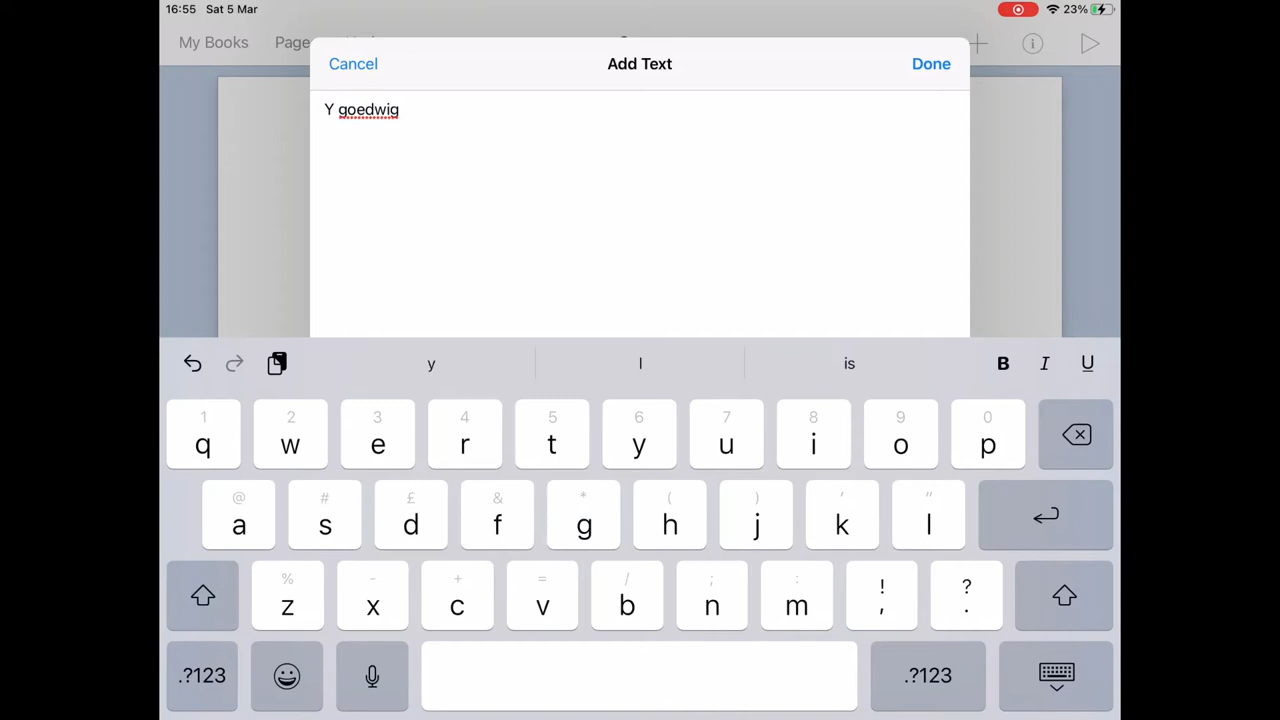 16:55 Sat 5 Mar 23%
My Books
Cancel Add Text Done
Y goedwig
y I is B I U
1 2 3 4 5 6 7 8 9 0
q w e r t y u i o p
@ # £ & * ( ) ' "
a s d f g h j k l
% - + = / ; : ! ?
z x c v b n m , .
.?123 .?123